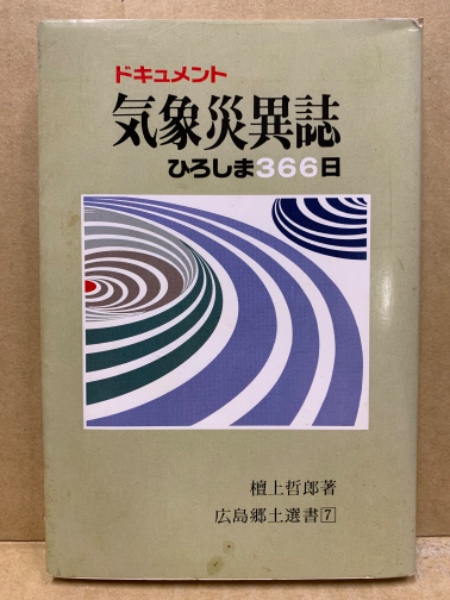 ドキュメント
気象災異誌
ひろしま366日
檀上哲郎著
広島郷土選書7